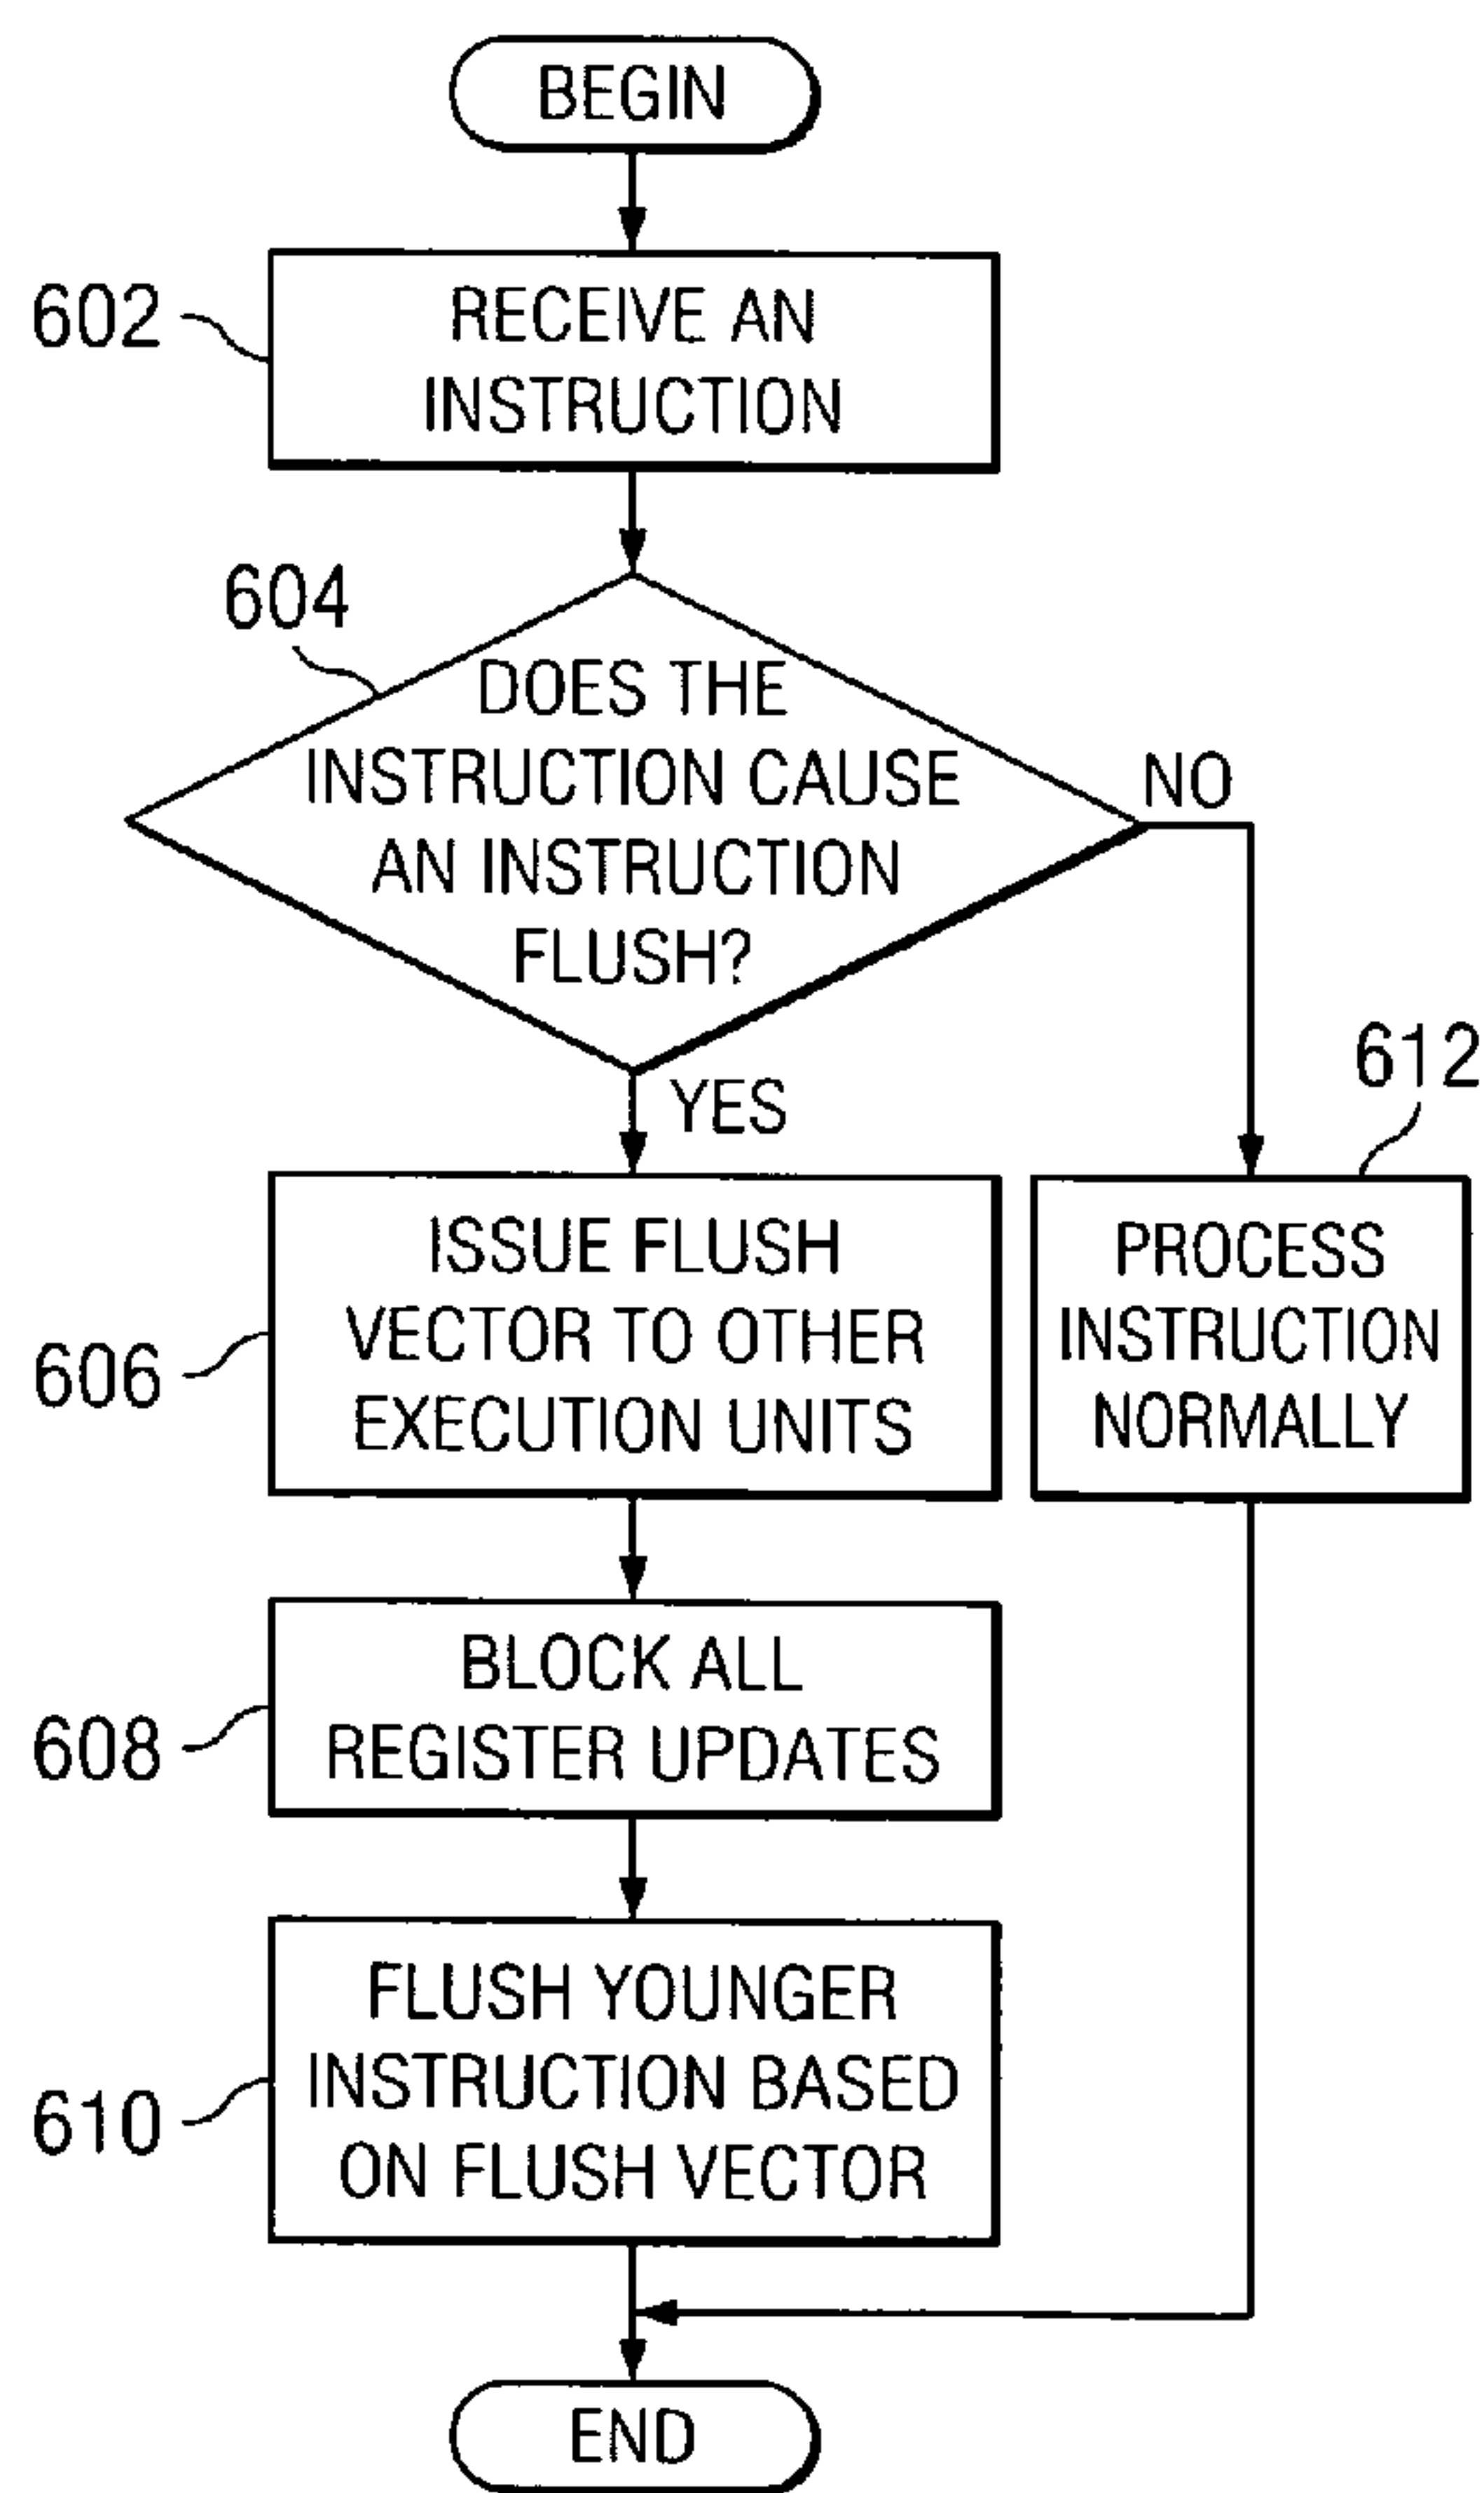 BEGIN
602
RECEIVE AN
INSTRUCTION
604
DOES THE
INSTRUCTION CAUSE
AN INSTRUCTION
FLUSH?
NO
YES
606
ISSUE FLUSH
VECTOR TO OTHER
EXECUTION UNITS
612
PROCESS
INSTRUCTION
NORMALLY
608
BLOCK ALL
REGISTER UPDATES
610
FLUSH YOUNGER
INSTRUCTION BASED
ON FLUSH VECTOR
END